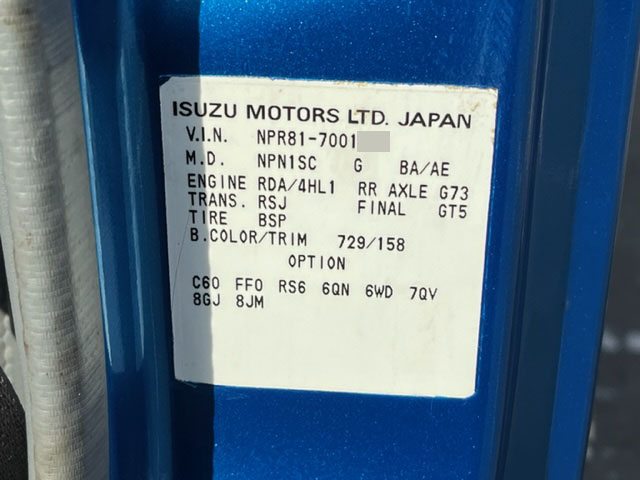 ISUZU MOTORS LTD. JAPAN
V.I.N. NPR81-7001
M.D. NPN1SC G BA/AE
ENGINE RDA/4HL1 RR AXLE G73
TRANS. RSJ FINAL GT5
TIRE BSP
B.COLOR/TRIM 729/158
OPTION
C60 FF0 RS6 6QN 6WD 7QV
8GJ 8JM